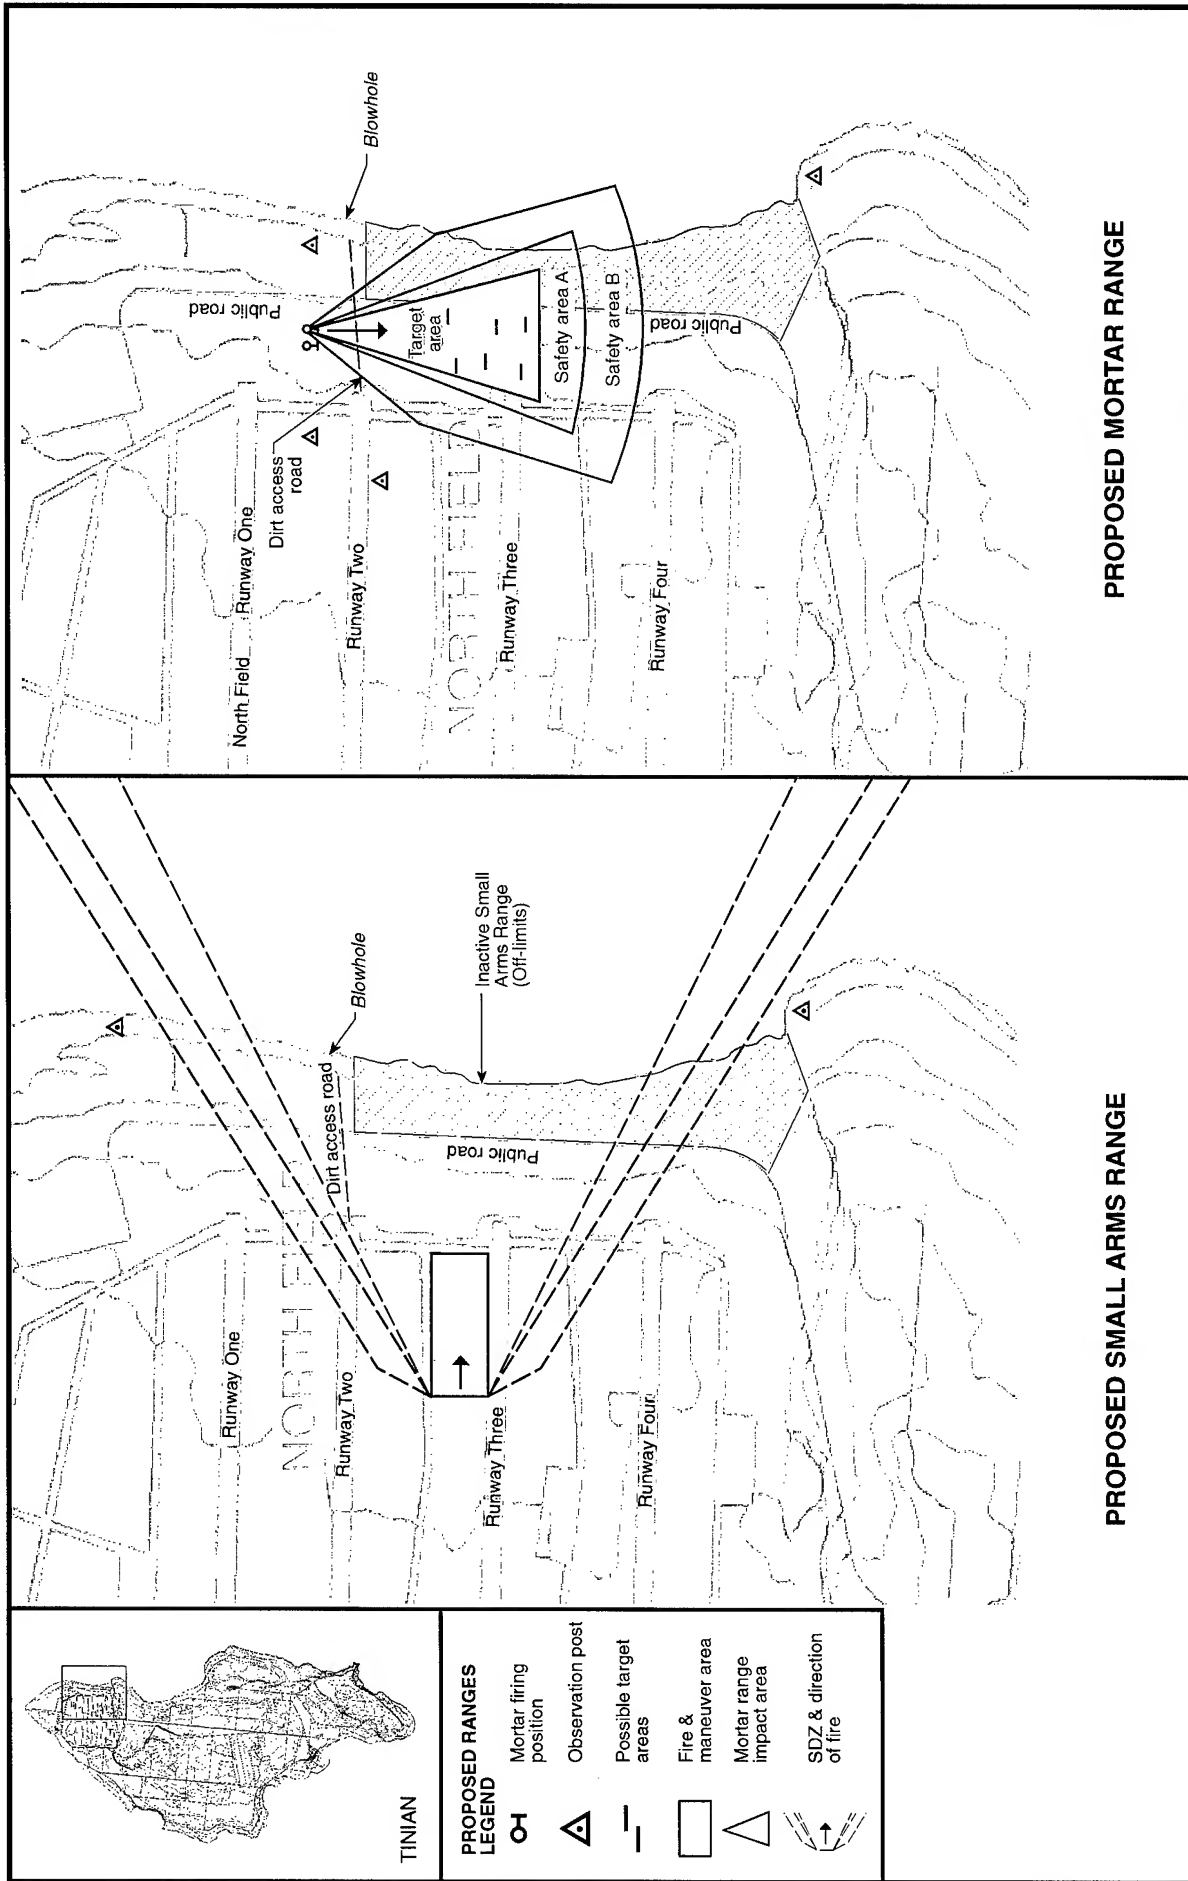 TINIAN
PROPOSED RANGES
LEGEND
Mortar firing
position
Observation post
Possible target
areas
Fire &
maneuver area
Mortar range
impact area
SDZ & direction
of fire
NORTH FIELD
Runway One
Runway Two
Runway Three
Runway Four
Dirt access road
Blowhole
Public road
Inactive Small
Arms Range
(Off-limits)
PROPOSED SMALL ARMS RANGE
North Field
Runway One
Dirt access
road
Runway Two
NORTH FIELD
Runway Three
Runway Four
Public road
Blowhole
Target
area
Safety area A
Safety area B
Public road
PROPOSED MORTAR RANGE